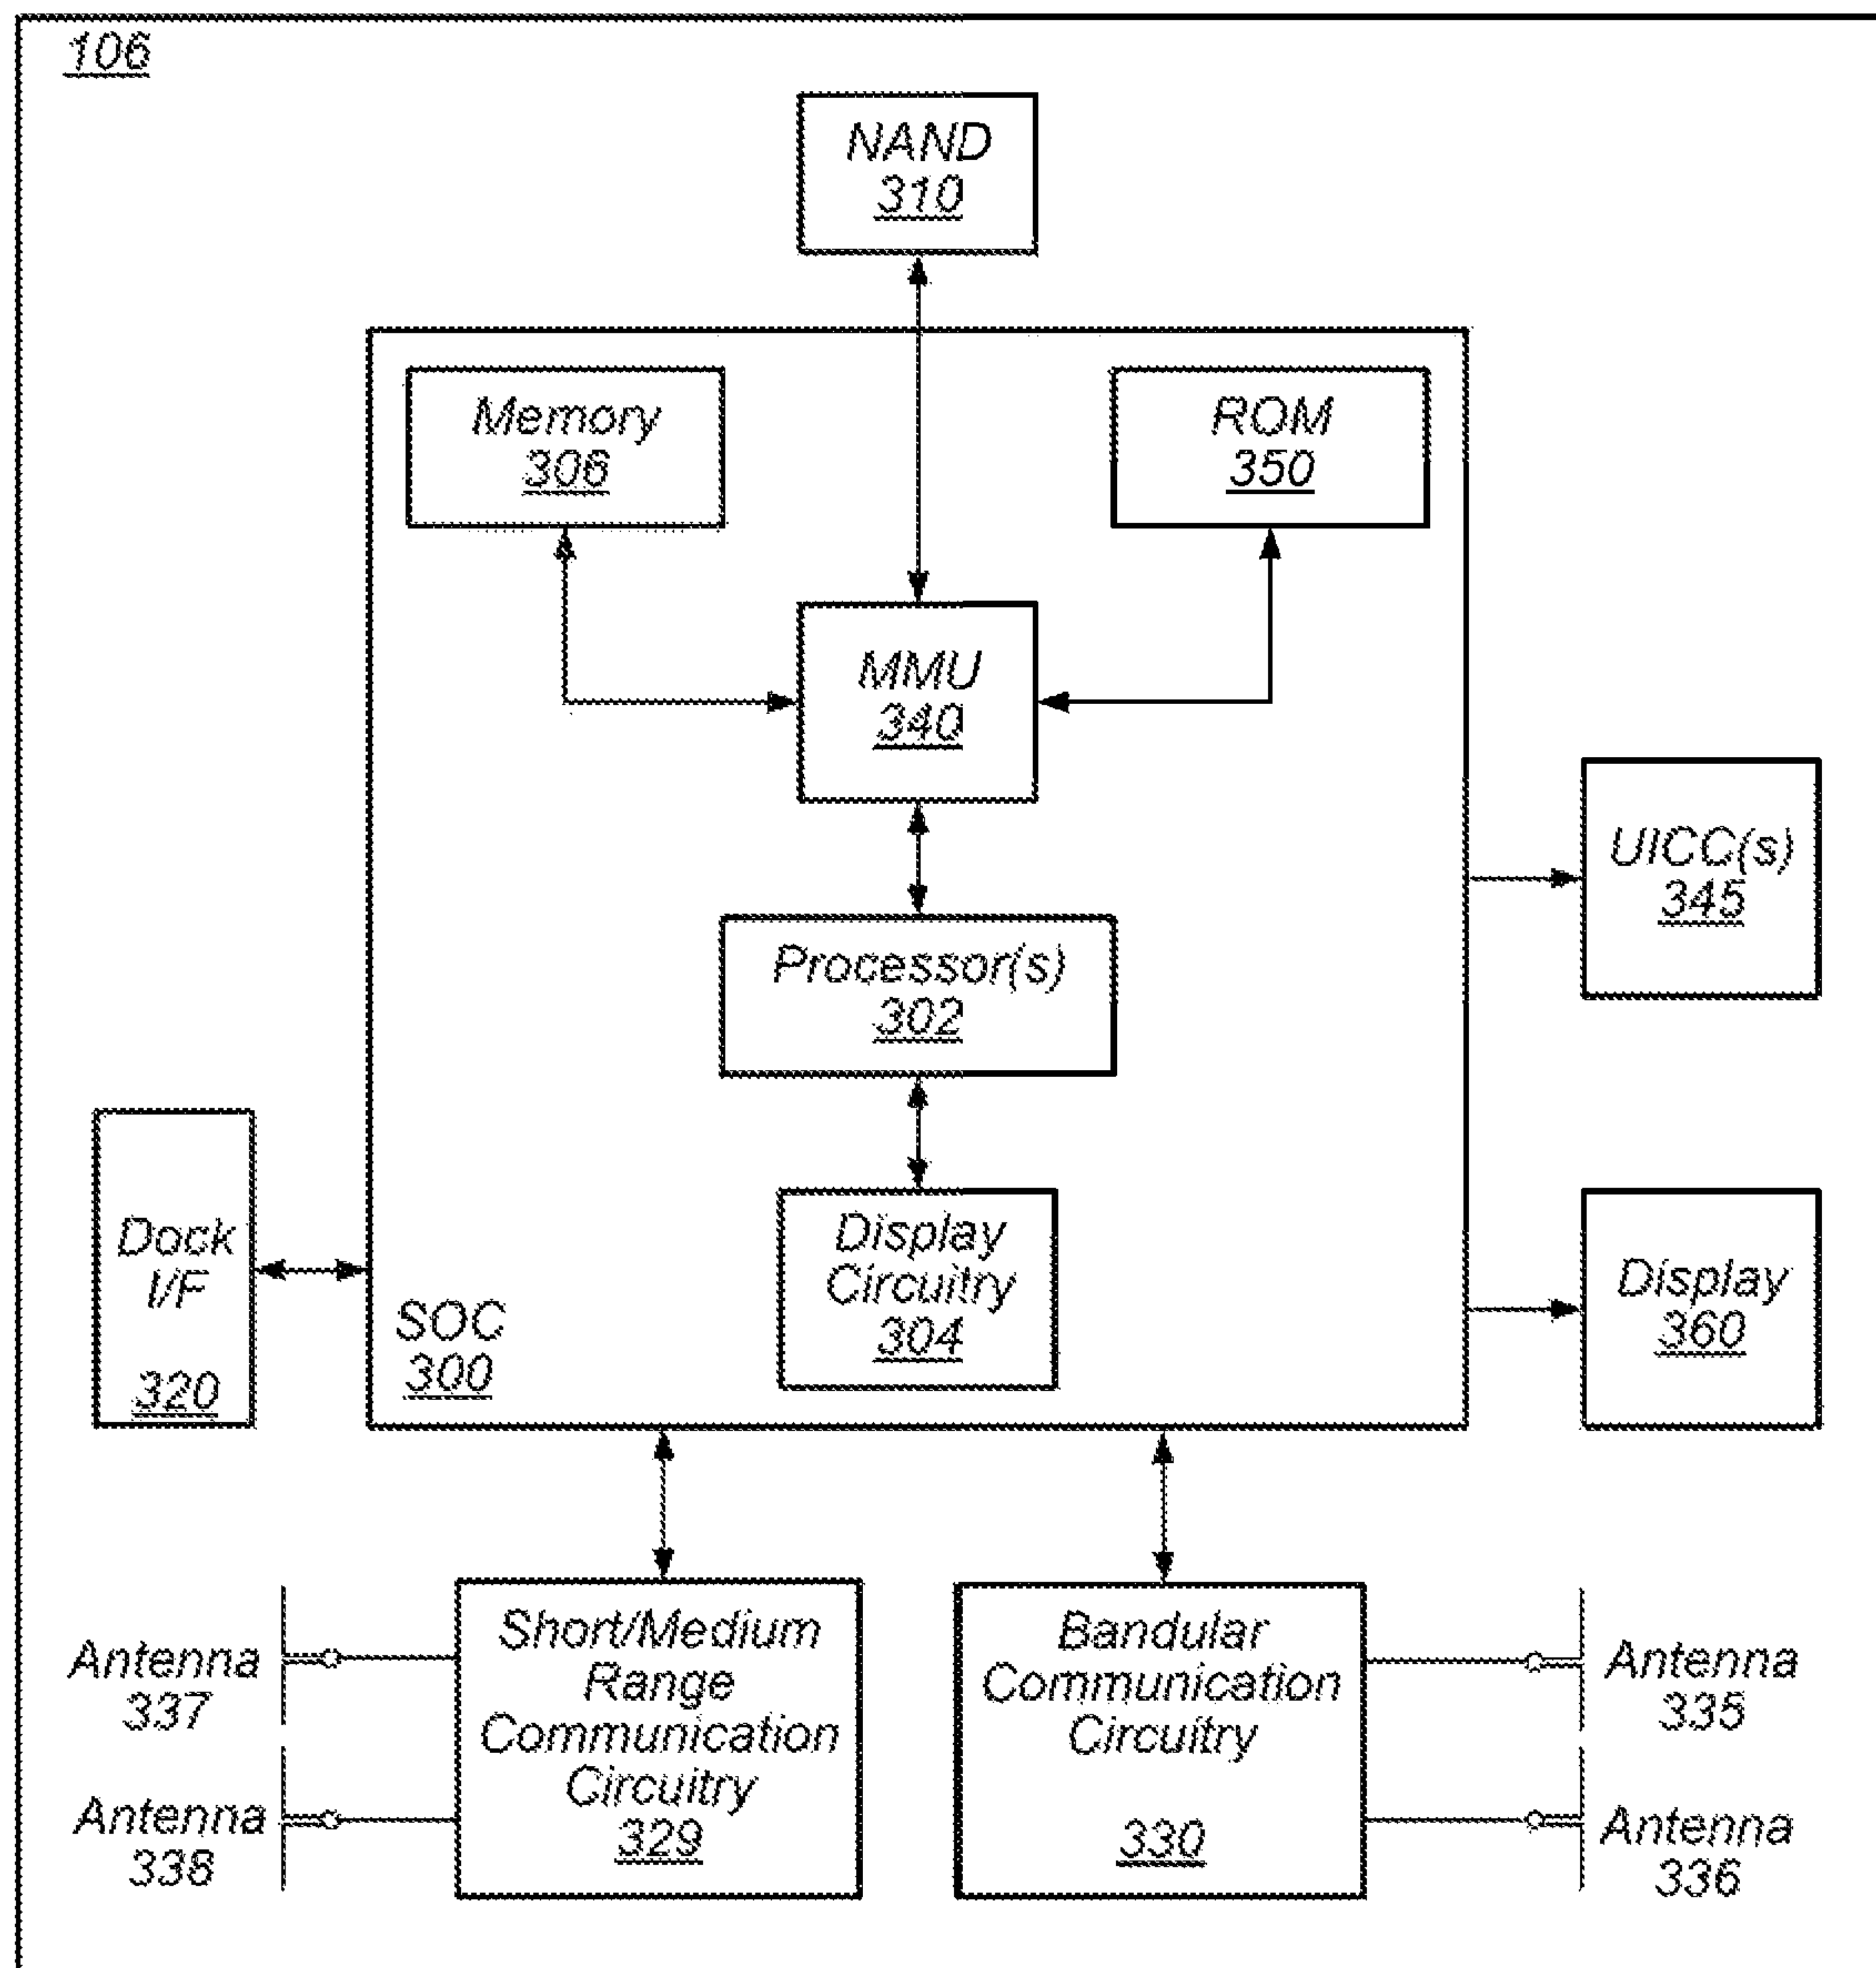 106
NAND
310
Memory
306
ROM
350
MMU
340
UICC(s)
345
Processor(s)
302
Dock
I/F
320
Display
Circuitry
304
SOC
300
Display
360
Short/Medium
Range
Communication
Circuitry
329
Bandular
Communication
Circuitry
330
Antenna
337
Antenna
338
Antenna
335
Antenna
336